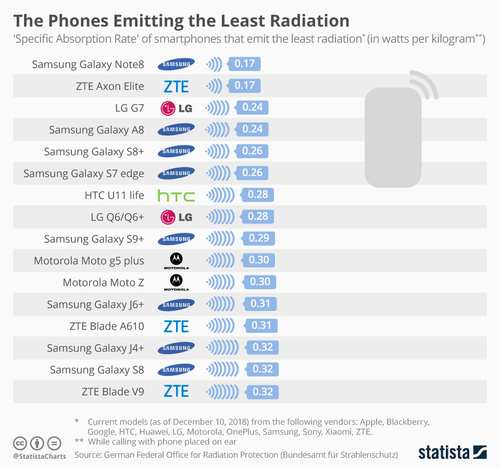 The Phones Emitting the Least Radiation
'Specific Absorption Rate' of smartphones that emit the least radiation* (in watts per kilogram**)
Samsung Galaxy Note8 SAMSUNG 0.17
ZTE Axon Elite ZTE 0.17
LG G7 LG 0.24
Samsung Galaxy A8 SAMSUNG 0.24
Samsung Galaxy S8+ SAMSUNG 0.26
Samsung Galaxy S7 edge SAMSUNG 0.26
HTC U11 life hTC 0.28
LG Q6/Q6+ LG 0.28
Samsung Galaxy S9+ SAMSUNG 0.29
Motorola Moto g5 plus MOTOROLA 0.30
Motorola Moto Z MOTOROLA 0.30
Samsung Galaxy J6+ SAMSUNG 0.31
ZTE Blade A610 ZTE 0.31
Samsung Galaxy J4+ SAMSUNG 0.32
Samsung Galaxy S8 SAMSUNG 0.32
ZTE Blade V9 ZTE 0.32
* Current models (as of December 10, 2018) from the following vendors: Apple, Blackberry,
Google, HTC, Huawei, LG, Motorola, OnePlus, Samsung, Sony, Xiaomi, ZTE.
** While calling with phone placed on ear
Source: German Federal Office for Radiation Protection (Bundesamt für Strahlenschutz)
cc
@StatistaCharts
statista